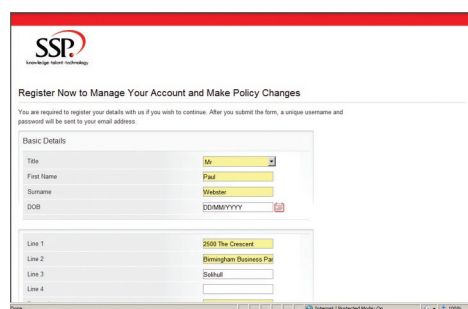 SSP
knowledge·talent·technology
Register Now to Manage Your Account and Make Policy Changes
You are required to register your details with us if you wish to continue. After you submit the form, a unique username and
password will be sent to your email address.
Basic Details
Title Mr
First Name Paul
Surname Webster
DOB DD/MM/YYYY
Line 1 2500 The Crescent
Line 2 Birmingham Business Par
Line 3 Solihull
Line 4
Done Internet | Protected Mode: On 100%